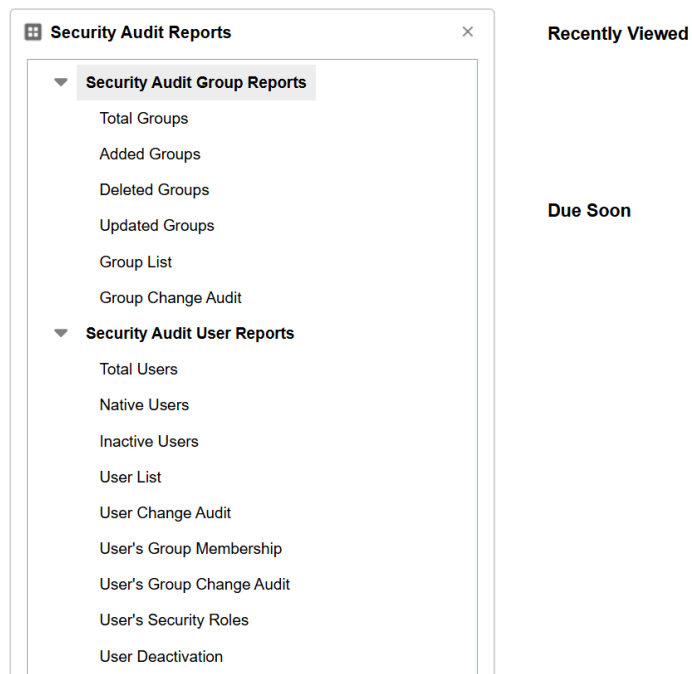 Security Audit Reports
Security Audit Group Reports
Total Groups
Added Groups
Deleted Groups
Updated Groups
Group List
Group Change Audit
Security Audit User Reports
Total Users
Native Users
Inactive Users
User List
User Change Audit
User's Group Membership
User's Group Change Audit
User's Security Roles
User Deactivation
Recently Viewed
Due Soon